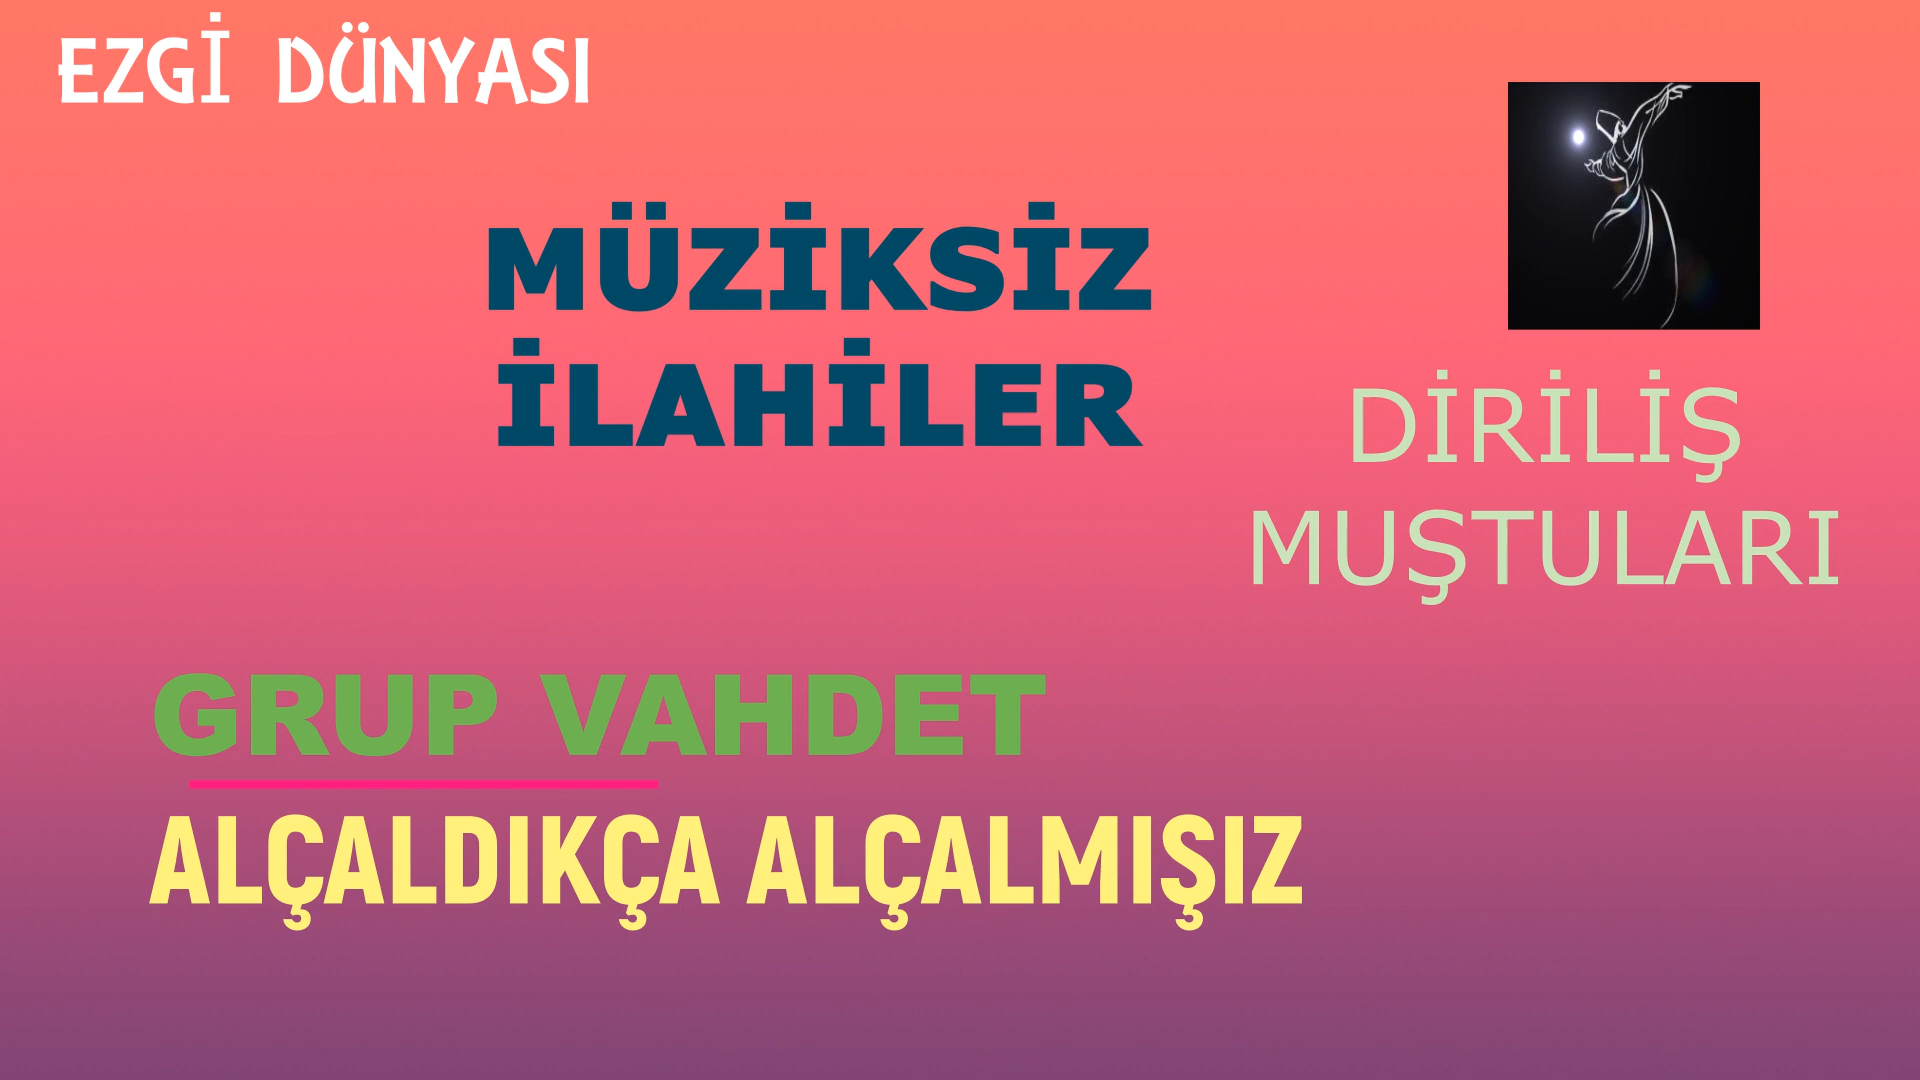 EZGİ DÜNYASI
MÜZİKSİZ
İLAHİLER
DİRİLİŞ
MUŞTULARI
GRUP VAHDET
ALÇALDIKÇA ALÇALMIŞIZ